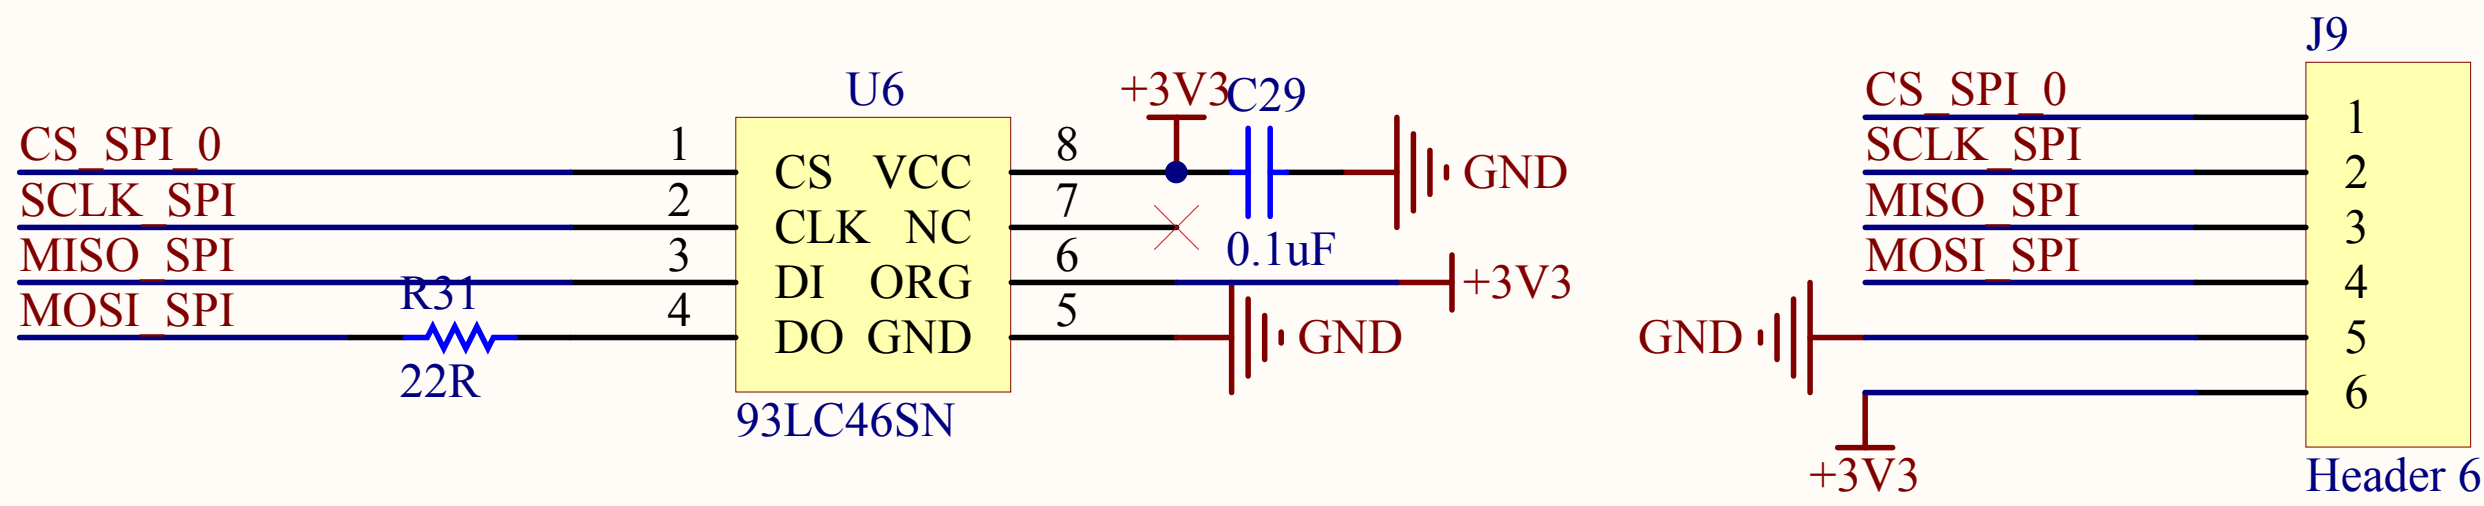 J9
U6
+3V3
C29
CS_SPI_0
SCLK_SPI
MISO_SPI
MOSI_SPI
R31
22R
1
2
3
4
CS VCC
CLK NC
DI ORG
DO GND
8
7
6
5
93LC46SN
GND
0.1uF
+3V3
GND
CS_SPI_0
SCLK_SPI
MISO_SPI
MOSI_SPI
GND
+3V3
1
2
3
4
5
6
Header 6